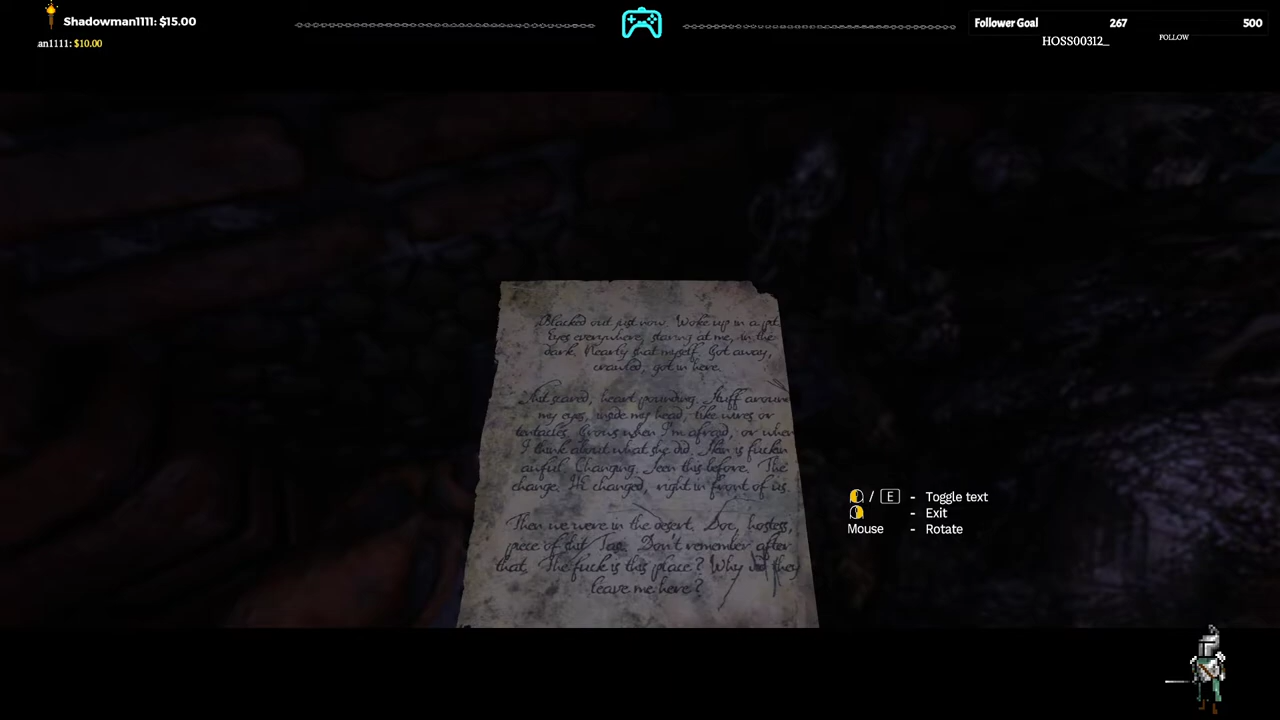 Shadowman1111: $15.00
an1111: $10.00
Follower Goal 267 500
HOSS00312_ FOLLOW
Blacked out just now. Woke up in a pit.
Eyes everywhere, staring at me, in the
dark. Nearly shat myself. Got away,
crawled, got in here.
scared, heart pounding. Stuff aroun
my eyes, inside my head, like wires or
tentacles. Grows when I'm afraid, or when
I think about what she did. Skin is fuckin
awful. Changing. Seen this before. The
change. He changed, right in front of us.
Then we were in the desert. Doc, hostess,
piece of shit Tasi. Don't remember after
that. The fuck is this place? Why did they
leave me here?
/ E - Toggle text
- Exit
Mouse - Rotate